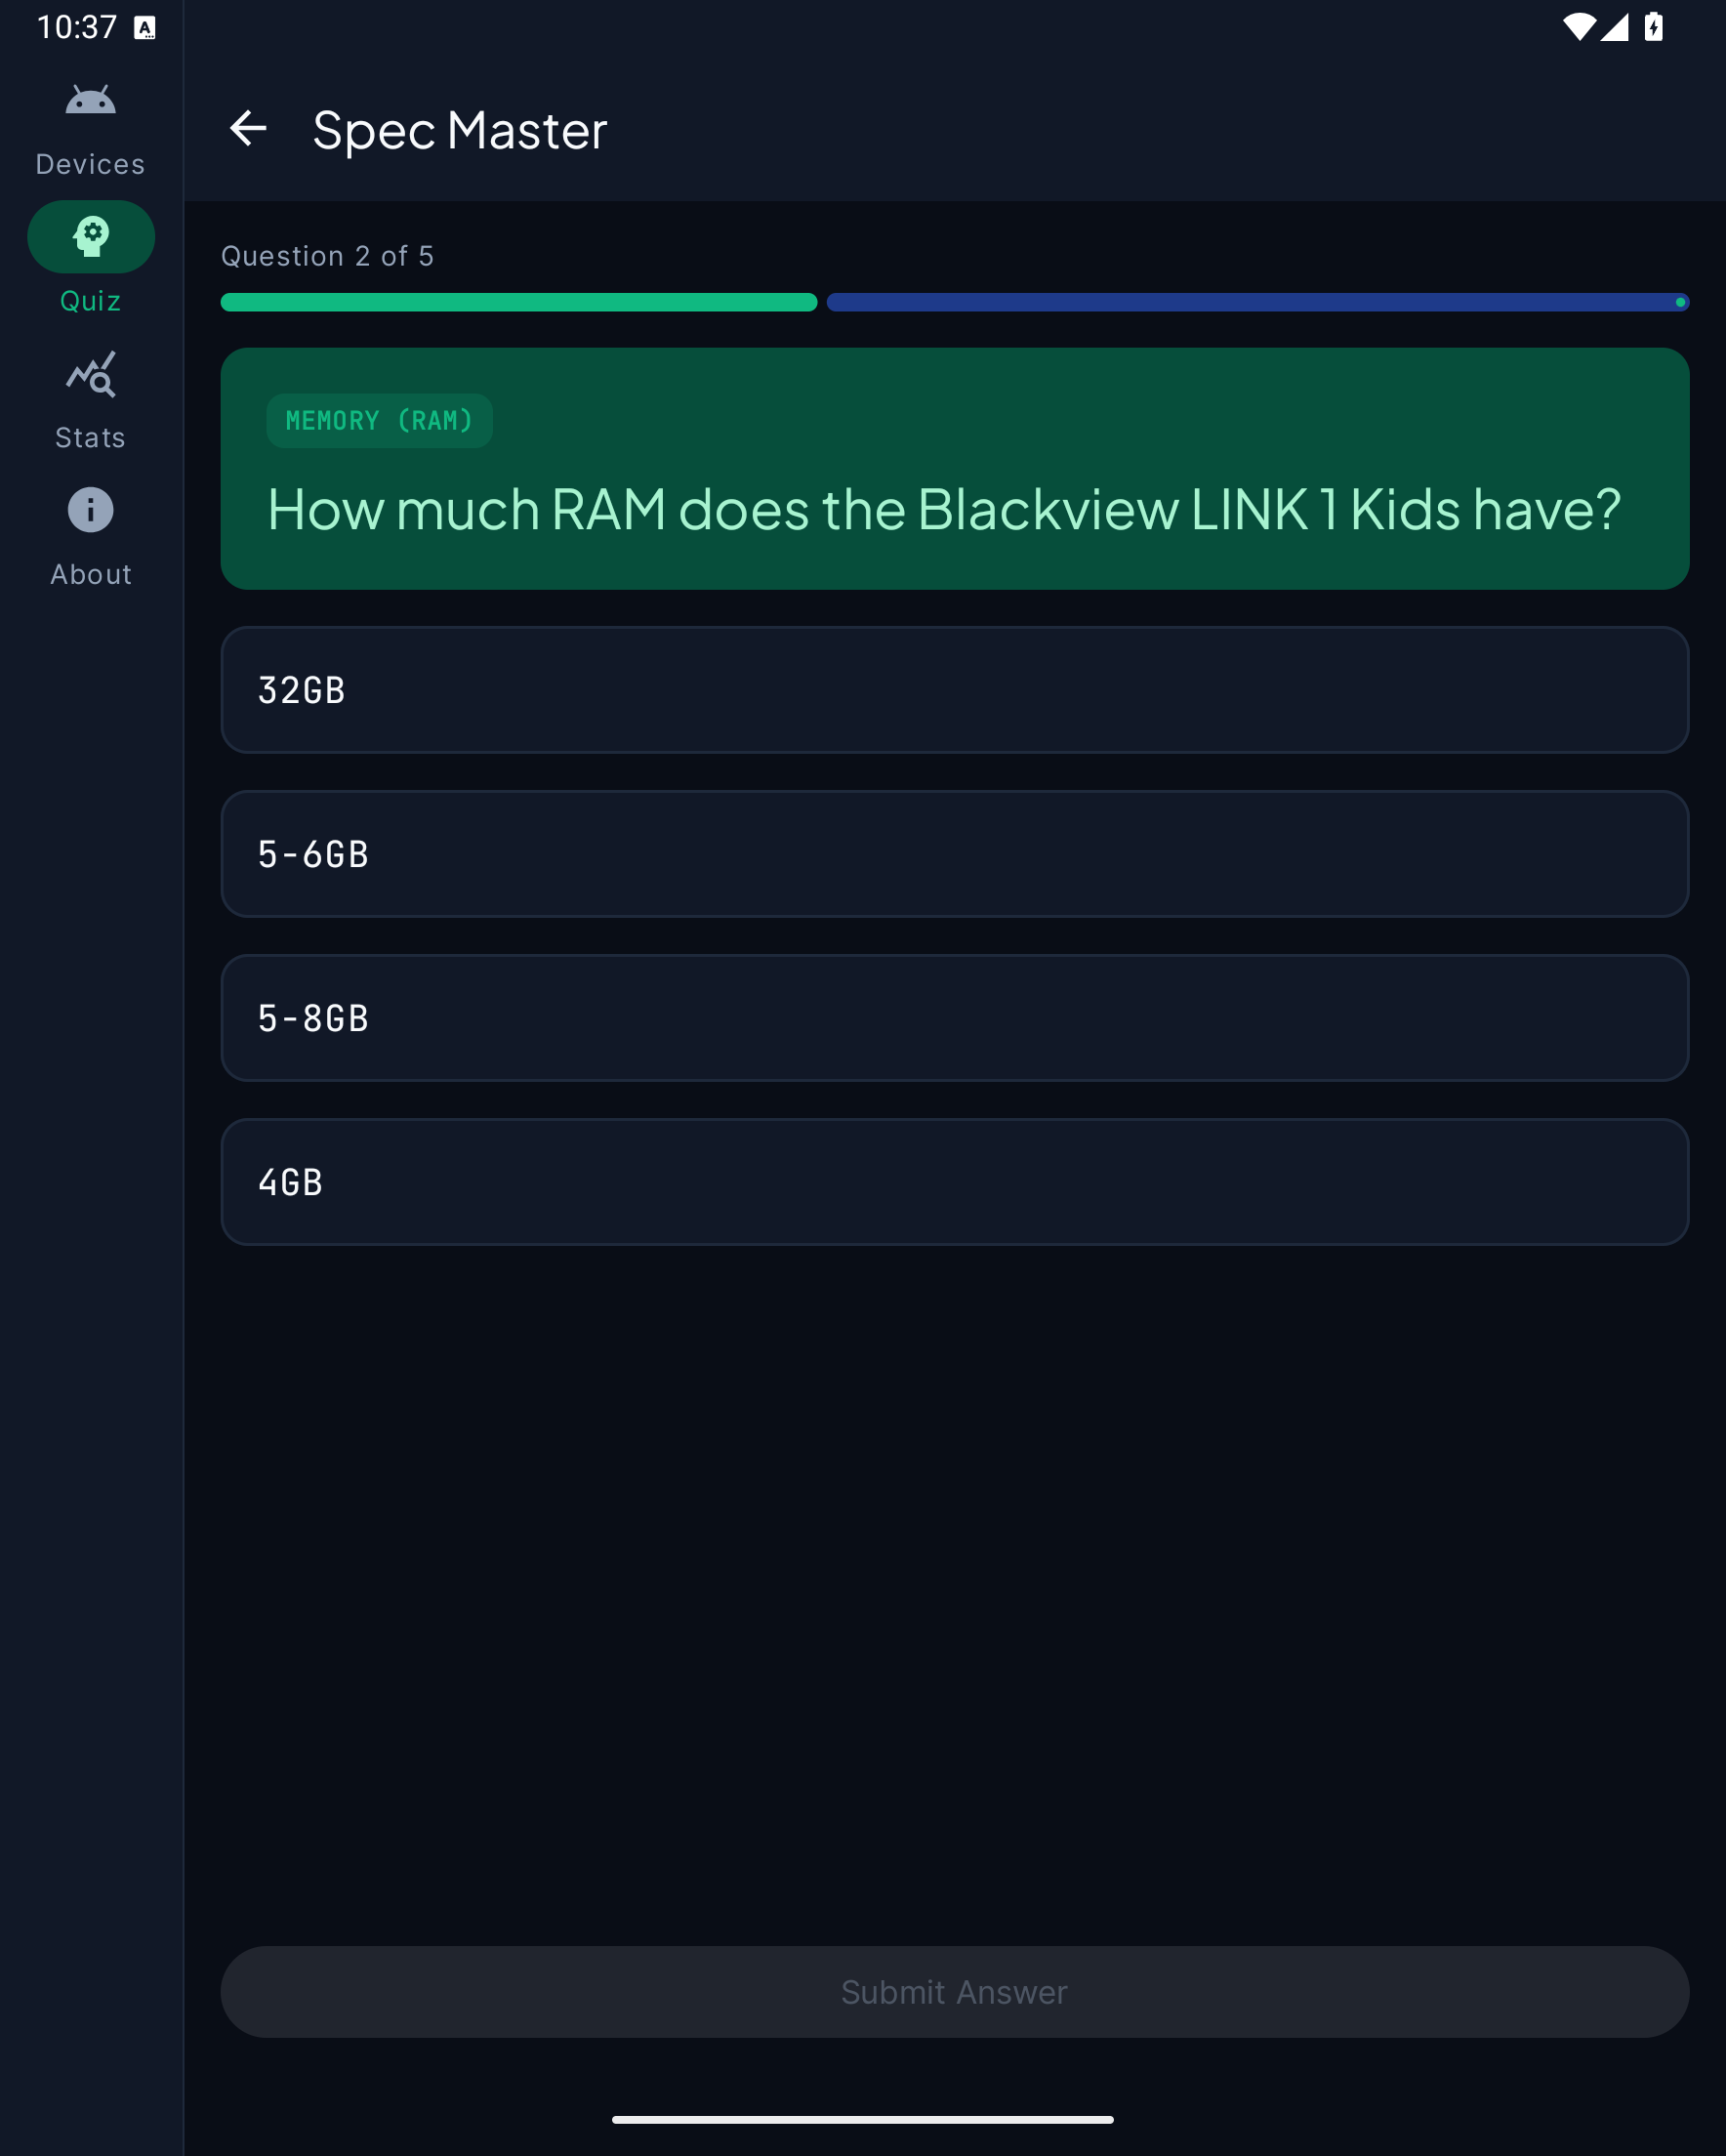 10:37
Devices
Quiz
Stats
About
Spec Master
Question 2 of 5
MEMORY (RAM)
How much RAM does the Blackview LINK 1 Kids have?
32GB
5-6GB
5-8GB
4GB
Submit Answer